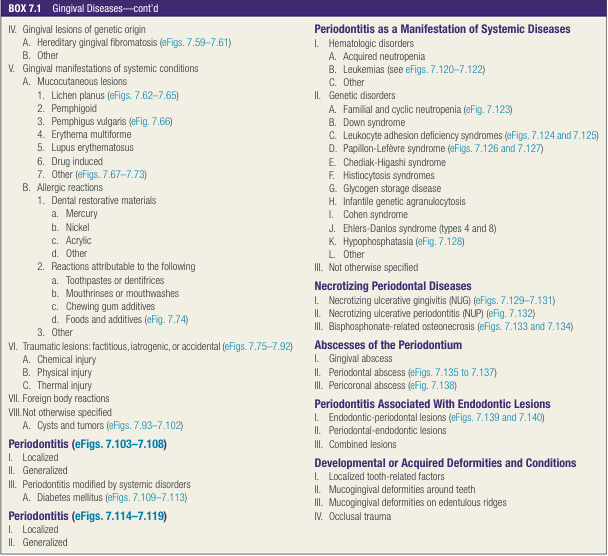 BOX 7.1 Gingival Diseases—cont'd
IV. Gingival lesions of genetic origin
A. Hereditary gingival fibromatosis (eFigs. 7.59–7.61)
B. Other
V. Gingival manifestations of systemic conditions
A. Mucocutaneous lesions
1. Lichen planus (eFigs. 7.62–7.65)
2. Pemphigoid
3. Pemphigus vulgaris (eFig. 7.66)
4. Erythema multiforme
5. Lupus erythematosus
6. Drug induced
7. Other (eFigs. 7.67–7.73)
B. Allergic reactions
1. Dental restorative materials
a. Mercury
b. Nickel
c. Acrylic
d. Other
2. Reactions attributable to the following
a. Toothpastes or dentifrices
b. Mouthrinses or mouthwashes
c. Chewing gum additives
d. Foods and additives (eFig. 7.74)
3. Other
VI. Traumatic lesions: factitious, iatrogenic, or accidental (eFigs. 7.75–7.92)
A. Chemical injury
B. Physical injury
C. Thermal injury
VII. Foreign body reactions
VIII. Not otherwise specified
A. Cysts and tumors (eFigs. 7.93–7.102)
Periodontitis (eFigs. 7.103–7.108)
I. Localized
II. Generalized
III. Periodontitis modified by systemic disorders
A. Diabetes mellitus (eFigs. 7.109–7.113)
Periodontitis (eFigs. 7.114–7.119)
I. Localized
II. Generalized
Periodontitis as a Manifestation of Systemic Diseases
I. Hematologic disorders
A. Acquired neutropenia
B. Leukemias (see eFigs. 7.120–7.122)
C. Other
II. Genetic disorders
A. Familial and cyclic neutropenia (eFig. 7.123)
B. Down syndrome
C. Leukocyte adhesion deficiency syndromes (eFigs. 7.124 and 7.125)
D. Papillon-Lefèvre syndrome (eFigs. 7.126 and 7.127)
E. Chediak-Higashi syndrome
F. Histiocytosis syndromes
G. Glycogen storage disease
H. Infantile genetic agranulocytosis
I. Cohen syndrome
J. Ehlers-Danlos syndrome (types 4 and 8)
K. Hypophosphatasia (eFig. 7.128)
L. Other
III. Not otherwise specified
Necrotizing Periodontal Diseases
I. Necrotizing ulcerative gingivitis (NUG) (eFigs. 7.129–7.131)
II. Necrotizing ulcerative periodontitis (NUP) (eFig. 7.132)
III. Bisphosphonate-related osteonecrosis (eFigs. 7.133 and 7.134)
Abscesses of the Periodontium
I. Gingival abscess
II. Periodontal abscess (eFigs. 7.135 to 7.137)
III. Pericoronal abscess (eFig. 7.138)
Periodontitis Associated With Endodontic Lesions
I. Endodontic-periodontal lesions (eFigs. 7.139 and 7.140)
II. Periodontal-endodontic lesions
III. Combined lesions
Developmental or Acquired Deformities and Conditions
I. Localized tooth-related factors
II. Mucogingival deformities around teeth
III. Mucogingival deformities on edentulous ridges
IV. Occlusal trauma